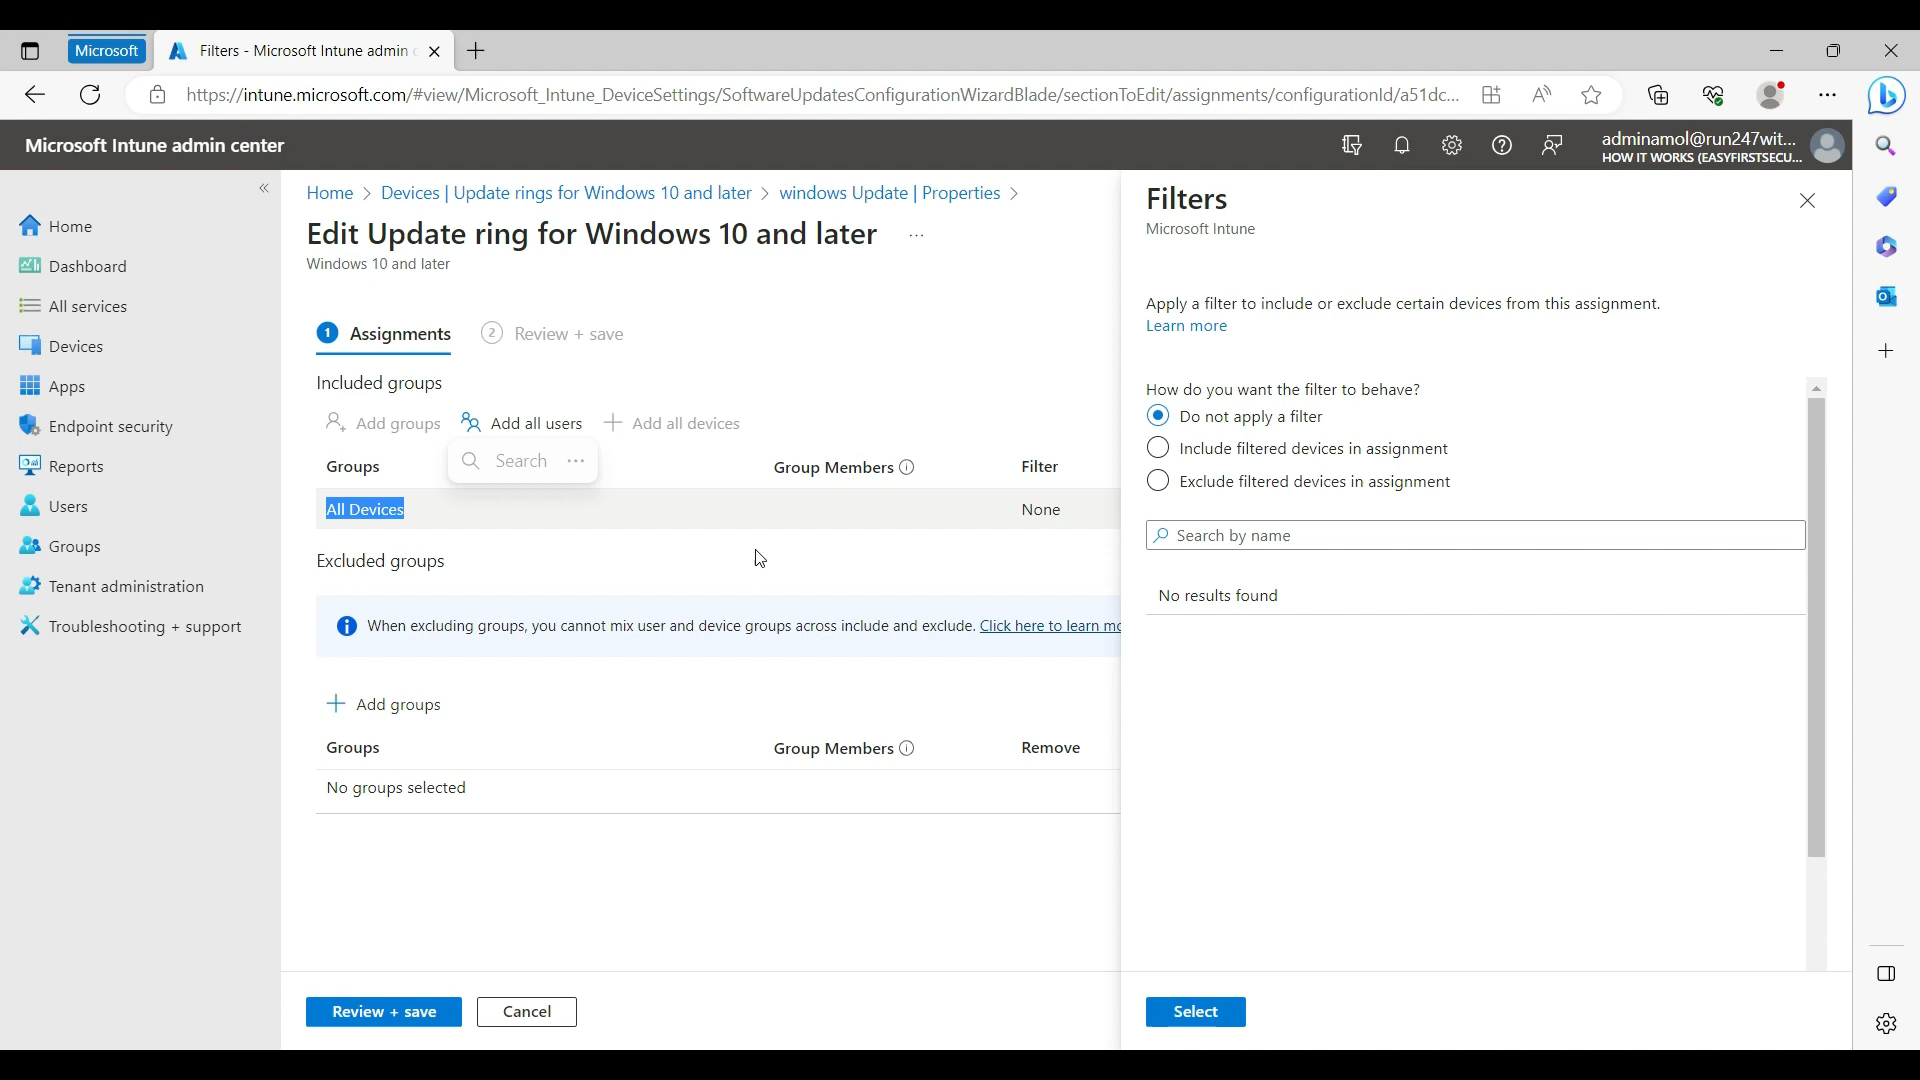 Microsoft
Filters - Microsoft Intune admin c
https://intune.microsoft.com/#view/Microsoft_Intune_DeviceSettings/SoftwareUpdatesConfigurationWizardBlade/sectionToEdit/assignments/configurationId/a51dc...
Microsoft Intune admin center
adminamol@run247wit...
HOW IT WORKS (EASYFIRSTSECU...
Home
Dashboard
All services
Devices
Apps
Endpoint security
Reports
Users
Groups
Tenant administration
Troubleshooting + support
Home > Devices | Update rings for Windows 10 and later > windows Update | Properties >
Edit Update ring for Windows 10 and later ...
Windows 10 and later
1 Assignments 2 Review + save
Included groups
Add groups Add all users Add all devices
Search ...
Groups Group Members Filter
All Devices None
Excluded groups
When excluding groups, you cannot mix user and device groups across include and exclude. Click here to learn mo
Add groups
Groups Group Members Remove
No groups selected
Review + save Cancel
Filters
Microsoft Intune
Apply a filter to include or exclude certain devices from this assignment.
Learn more
How do you want the filter to behave?
Do not apply a filter
Include filtered devices in assignment
Exclude filtered devices in assignment
Search by name
No results found
Select